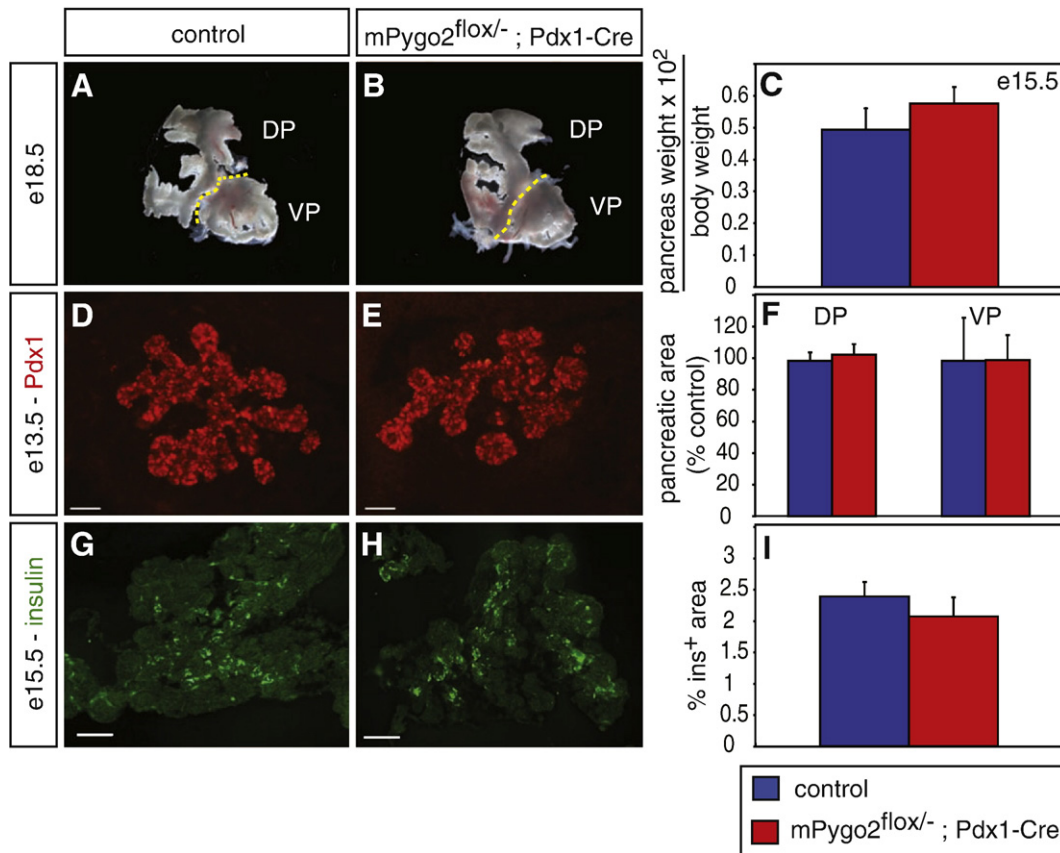 control
mPygo2flox/- ; Pdx1-Cre
e18.5
A
DP
VP
B
DP
VP
pancreas weight x 10²
body weight
C
e15.5
0.6
0.5
0.4
0.3
0.2
0.1
0
e13.5 - Pdx1
D
E
pancreatic area
(% control)
F
DP
VP
120
100
80
60
40
20
0
e15.5 - insulin
G
H
% ins⁺ area
I
3
2.5
2
1.5
1
0.5
0
control
mPygo2flox/- ; Pdx1-Cre